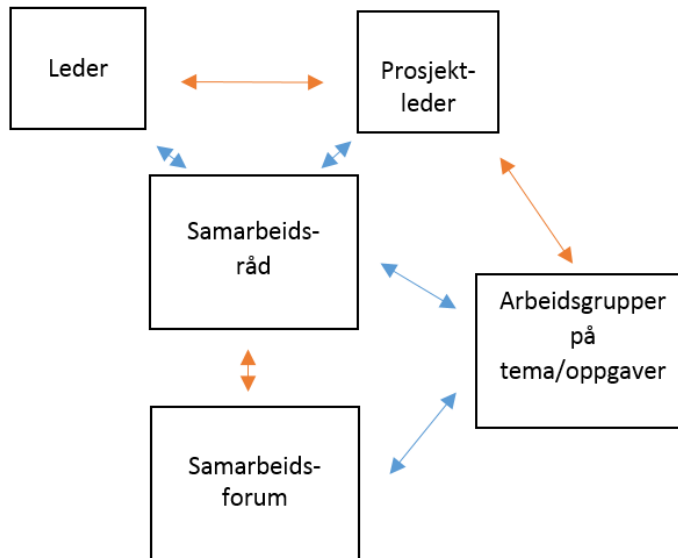 Leder
Prosjekt-
leder
Samarbeids-
råd
Arbeidsgrupper
på
tema/oppgaver
Samarbeids-
forum